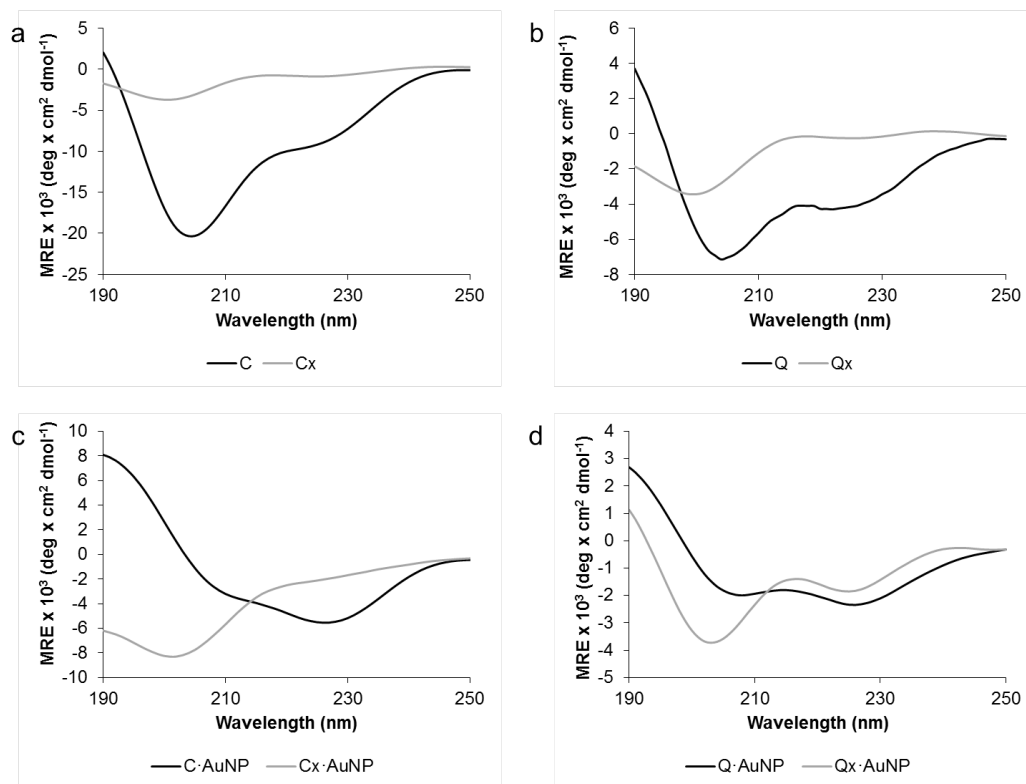 a
MRE x 10³ (deg x cm² dmol⁻¹)
5
0
-5
-10
-15
-20
-25
190 210 230 250
Wavelength (nm)
C Cx
b
MRE x 10³ (deg x cm² dmol⁻¹)
6
4
2
0
-2
-4
-6
-8
190 210 230 250
Wavelength (nm)
Q Qx
c
MRE x 10³ (deg x cm² dmol⁻¹)
10
8
6
4
2
0
-2
-4
-6
-8
-10
190 210 230 250
Wavelength (nm)
C·AuNP Cx·AuNP
d
MRE x 10³ (deg x cm² dmol⁻¹)
4
3
2
1
0
-1
-2
-3
-4
-5
190 210 230 250
Wavelength (nm)
Q·AuNP Qx·AuNP